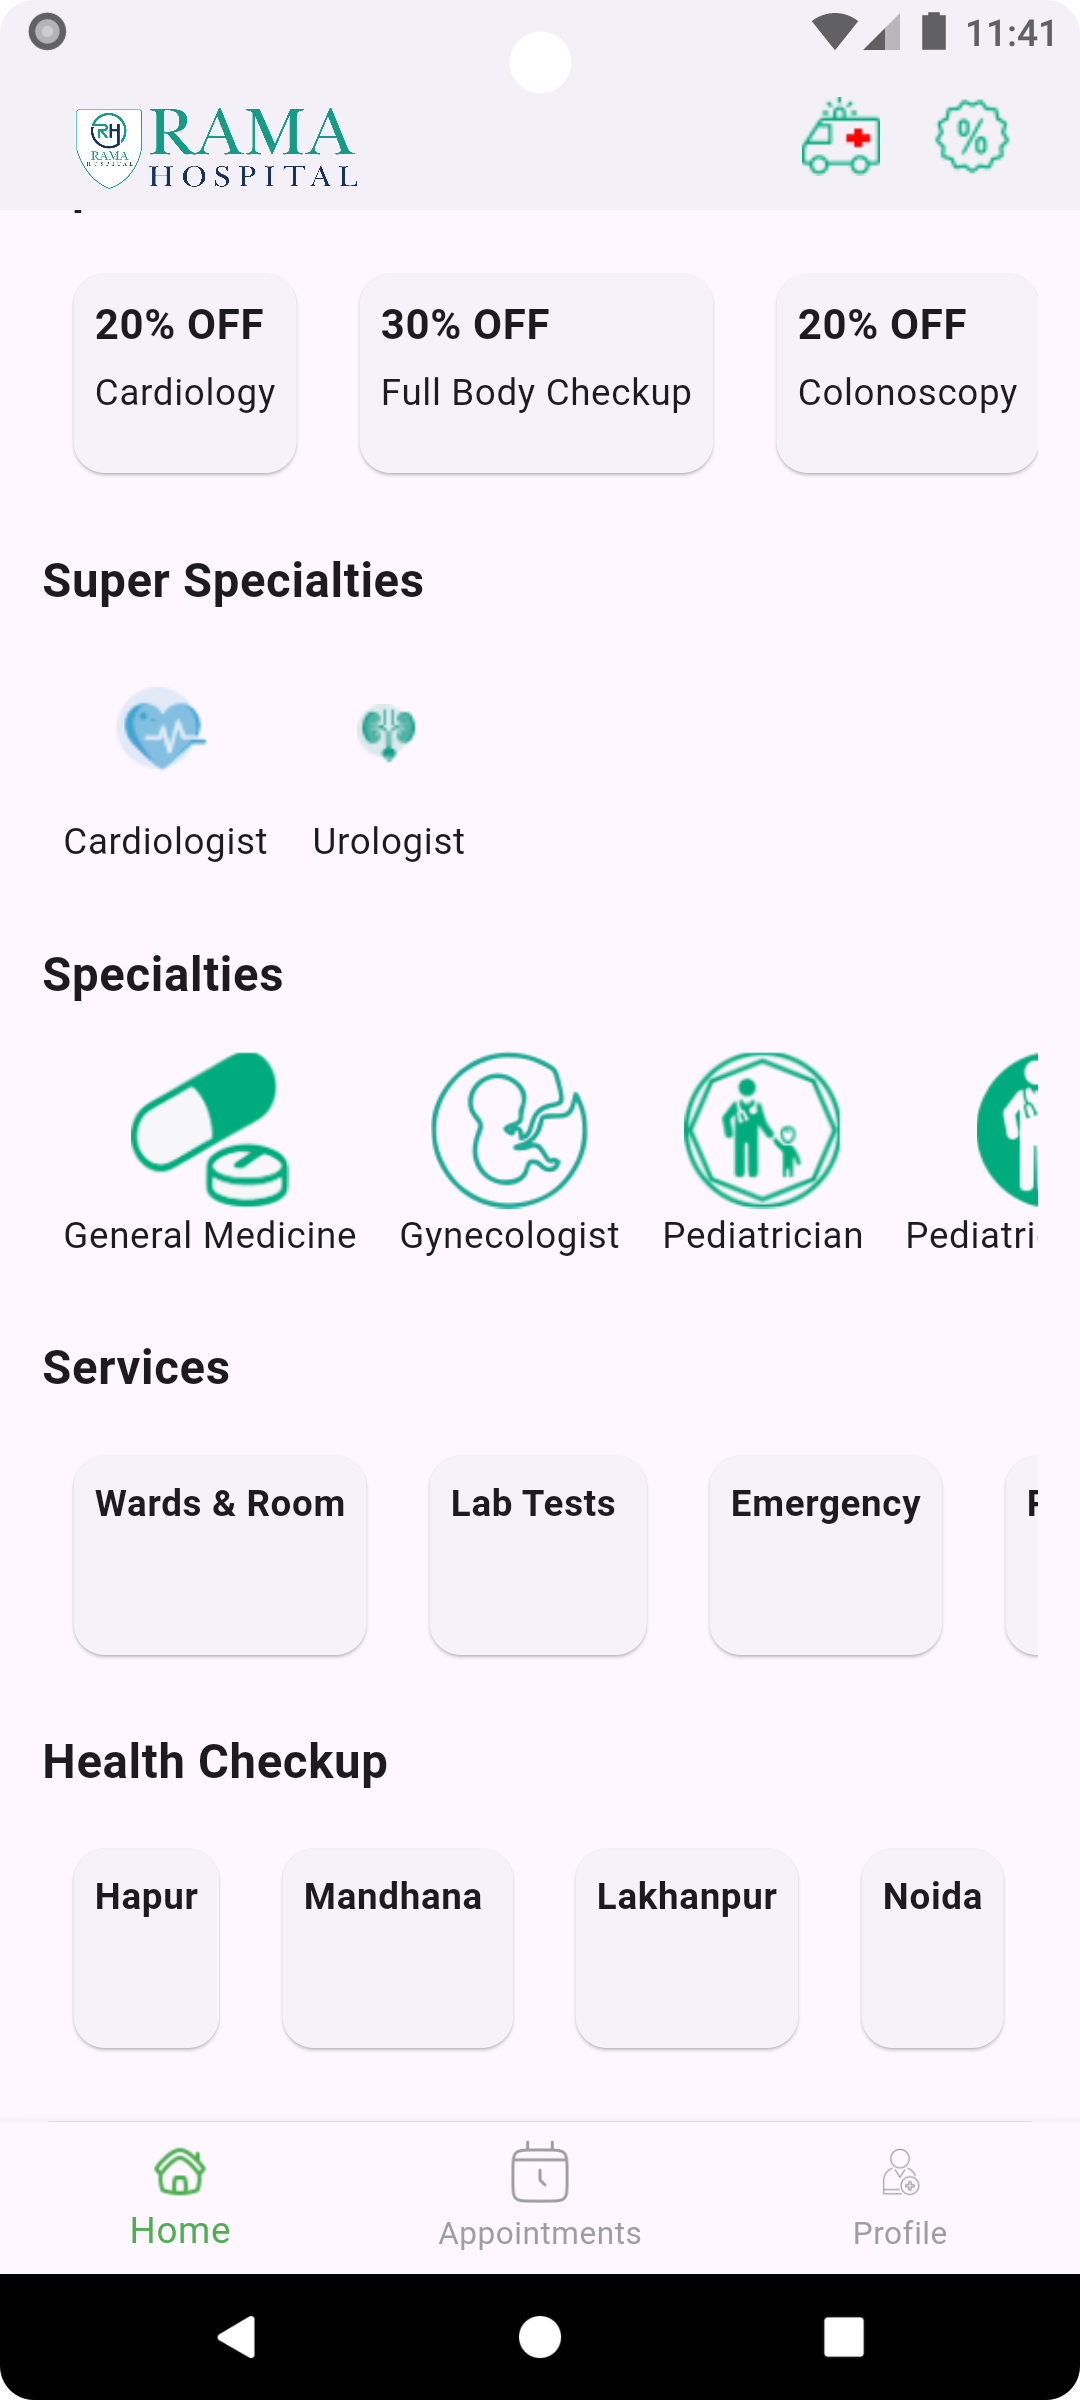 11:41
RH
RAMA
HOSPITAL
RAMA
HOSPITAL
%
20% OFF
30% OFF
20% OFF
Cardiology
Full Body Checkup
Colonoscopy
Super Specialties
Cardiologist
Urologist
Specialties
General Medicine
Gynecologist
Pediatrician
Pediatri
Services
Wards & Room
Lab Tests
Emergency
Health Checkup
Hapur
Mandhana
Lakhanpur
Noida
Home
Appointments
Profile